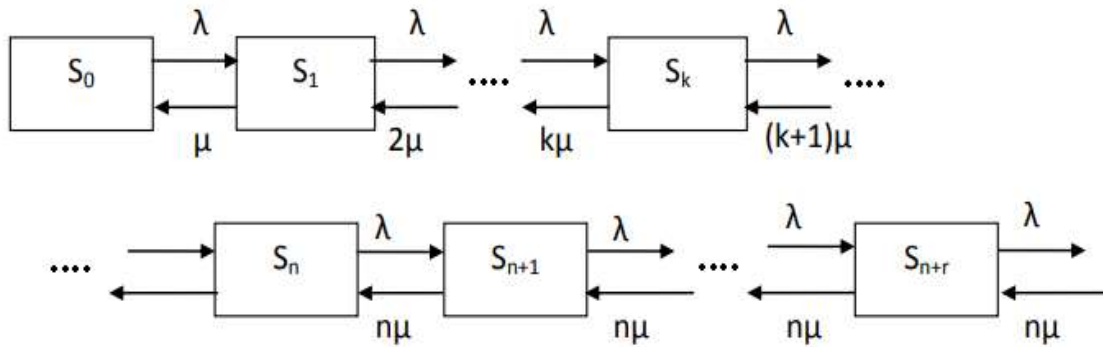 λ λ λ λ
S₀ S₁ •••• Sₖ ••••
μ 2μ kμ (k+1)μ
λ λ λ λ
•••• Sₙ Sₙ₊₁ •••• Sₙ₊ᵣ
nμ nμ nμ nμ